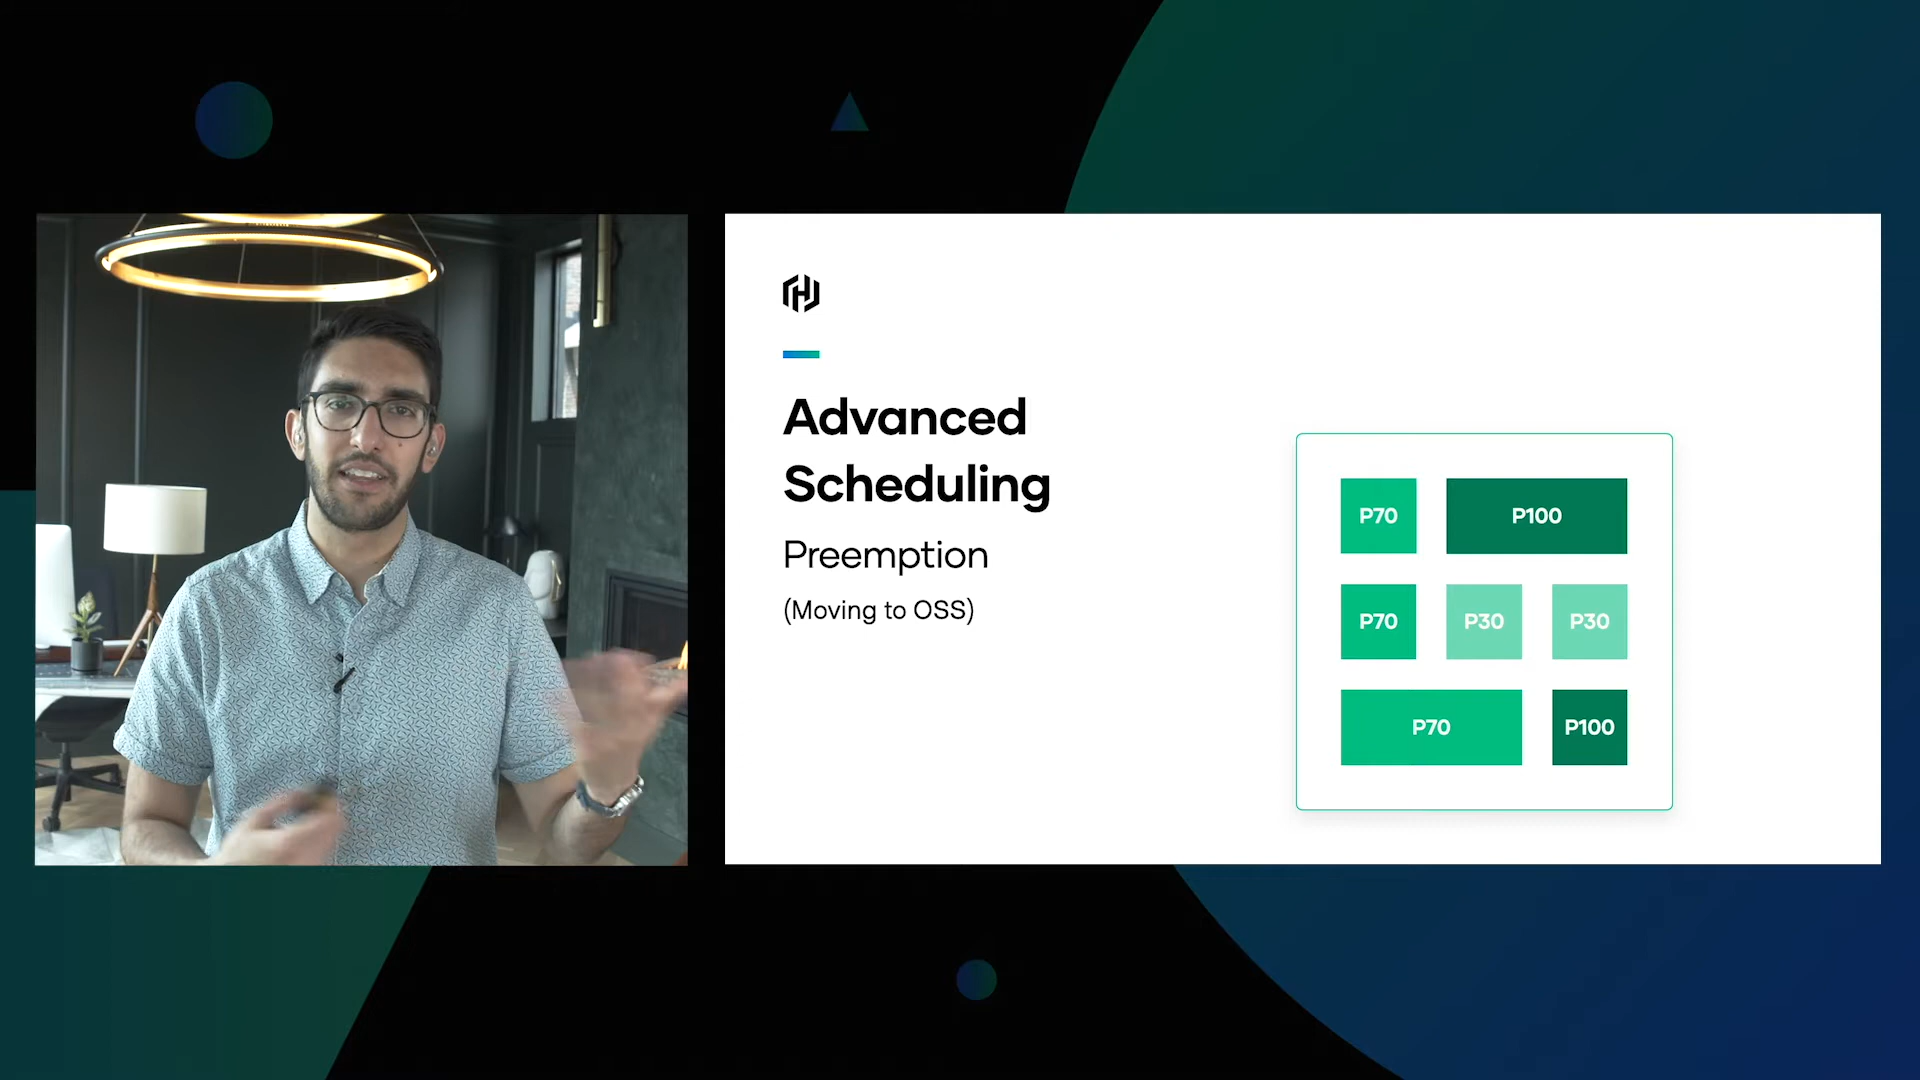 Advanced
Scheduling
Preemption
(Moving to OSS)
P70 P100
P70 P30 P30
P70 P100